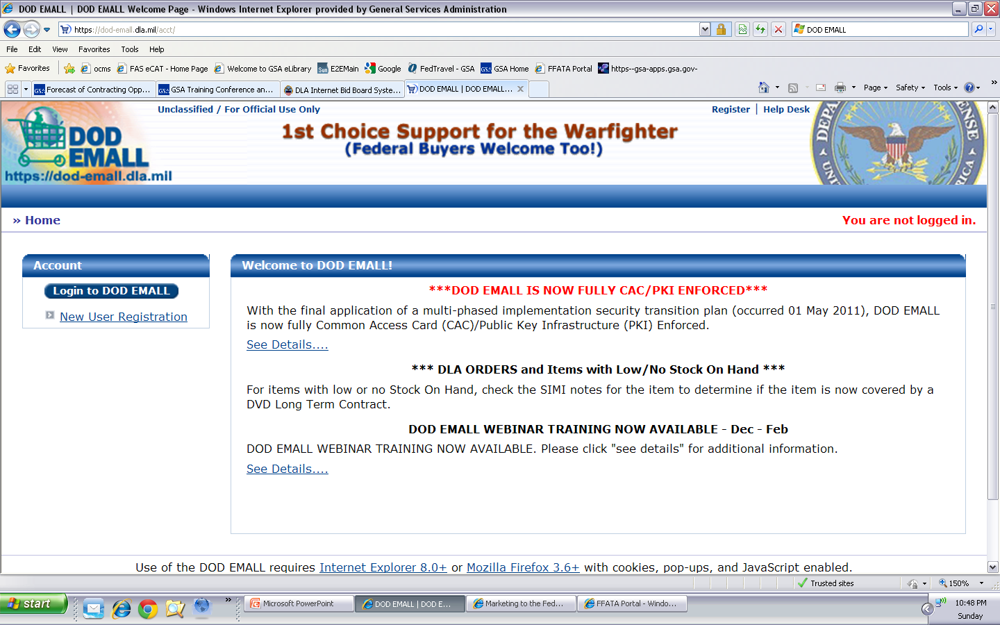 DOD EMALL | DOD EMALL Welcome Page - Windows Internet Explorer provided by General Services Administration
https://dod-email.dla.mil/acct/
DOD EMALL
File Edit View Favorites Tools Help
Favorites ocms FAS eCAT - Home Page Welcome to GSA eLibrary Sun E2EMain Google FedTravel - GSA GSA GSA Home FFATA Portal https--gsa-apps.gsa.gov-
GSA Forecast of Contracting Opp... GSA GSA Training Conference an... DLA Internet Bid Board Syste... DOD EMALL | DOD EMALL... Page Safety Tools »
Unclassified / For Official Use Only
Register | Help Desk
DOD
EMALL
https://dod-emall.dla.mil
1st Choice Support for the Warfighter
(Federal Buyers Welcome Too!)
» Home
You are not logged in.
Account
Login to DOD EMALL
New User Registration
Welcome to DOD EMALL!
***DOD EMALL IS NOW FULLY CAC/PKI ENFORCED***
With the final application of a multi-phased implementation security transition plan (occurred 01 May 2011), DOD EMALL
is now fully Common Access Card (CAC)/Public Key Infrastructure (PKI) Enforced.
See Details....
*** DLA ORDERS and Items with Low/No Stock On Hand ***
For items with low or no Stock On Hand, check the SIMI notes for the item to determine if the item is now covered by a
DVD Long Term Contract.
DOD EMALL WEBINAR TRAINING NOW AVAILABLE - Dec - Feb
DOD EMALL WEBINAR TRAINING NOW AVAILABLE. Please click "see details" for additional information.
See Details....
Use of the DOD EMALL requires Internet Explorer 8.0+ or Mozilla Firefox 3.6+ with cookies, pop-ups, and JavaScript enabled.
Trusted sites
150%
start
»
Microsoft PowerPoint
DOD EMALL | DOD E...
Marketing to the Fed...
FFATA Portal - Windo...
10:48 PM
Sunday